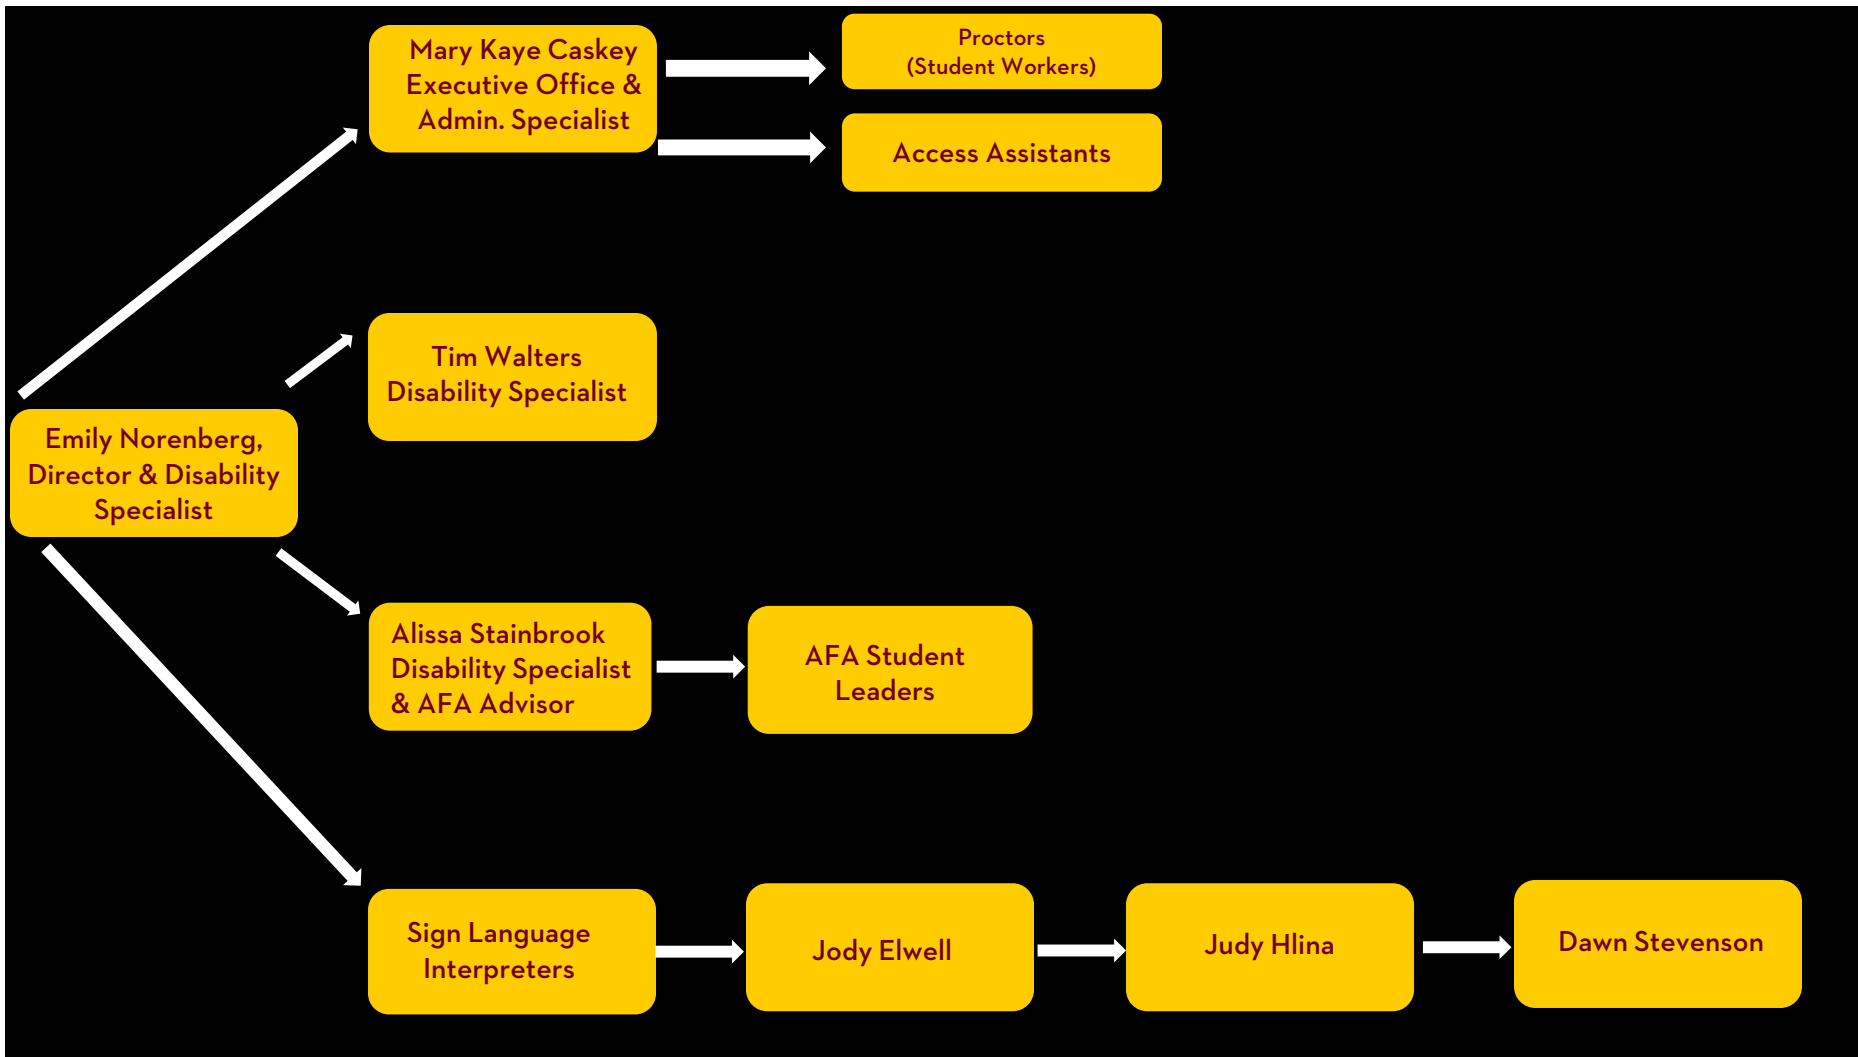 Mary Kaye Caskey
Executive Office &
Admin. Specialist
Proctors
(Student Workers)
Access Assistants
Tim Walters
Disability Specialist
Emily Norenberg,
Director & Disability
Specialist
Alissa Stainbrook
Disability Specialist
& AFA Advisor
AFA Student
Leaders
Sign Language
Interpreters
Jody Elwell
Judy Hlina
Dawn Stevenson